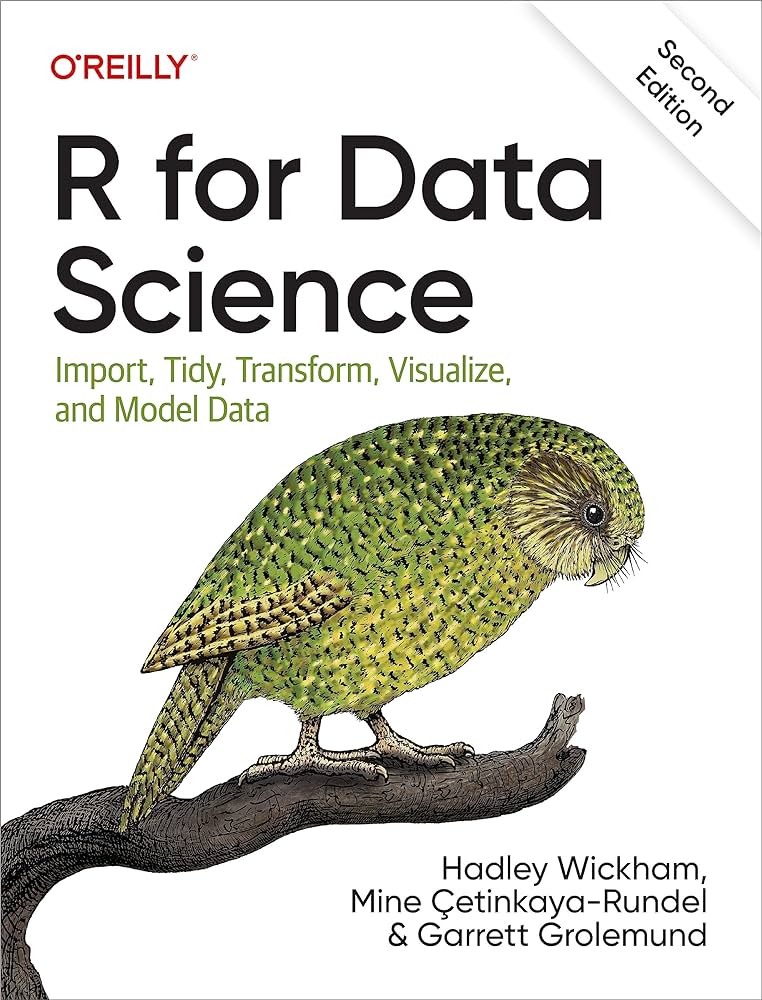 O'REILLY®
Second
Edition
R for Data
Science
Import, Tidy, Transform, Visualize,
and Model Data
Hadley Wickham,
Mine Çetinkaya-Rundel
& Garrett Grolemund